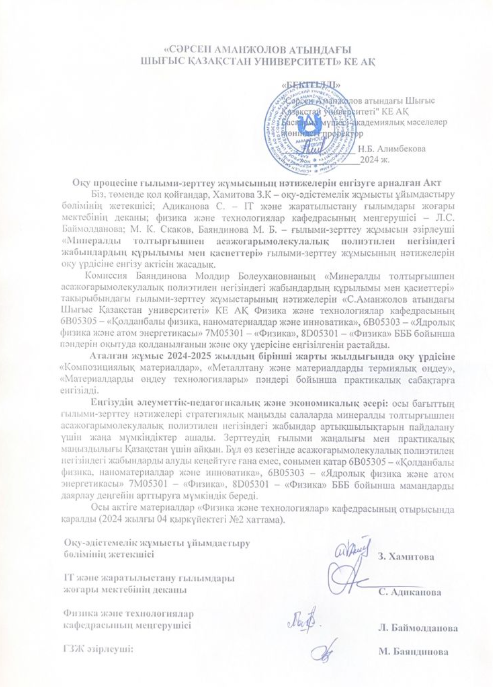 «СӘРСЕН АМАНЖОЛОВ АТЫНДАҒЫ
ШЫҒЫС ҚАЗАҚСТАН УНИВЕРСИТЕТІ» КЕ АҚ
«БЕКІТЕМІН»
«Сәрсен Аманжолов атындағы Шығыс
Қазақстан университеті" КЕ АҚ
академиялық мәселелер
проректор
Н.Б. Алимбекова
2024 ж.
Оқу процесіне ғылыми-зерттеу жұмысының нәтижелерін енгізуге арналған Акт
Біз, төменде қол қойғандар, Хамитова З.Қ – оқу-әдістемелік жұмысты ұйымдастыру
бөлімінің жетекшісі; Адиканова С. – IT және жаратылыстану ғылымдары жоғары
мектебінің деканы; физика және технологиялар кафедрасының меңгерушісі – Л.С.
Баймолданова; М. К. Скаков, Баяндинова М. Б. – ғылыми-зерттеу жұмысын әзірлеуші
«Минералды толтырғышпен асажоғарымолекулалық полиэтилен негізіндегі
жабындардың құрылымы мен қасиеттері» ғылыми-зерттеу жұмысының нәтижелерін
оқу үрдісіне енгізу актісін жасадық.
Комиссия Баяндинова Молдир Болеухановнаның «Минералды толтырғышпен
асажоғарымолекулалық полиэтилен негізіндегі жабындардың құрылымы мен қасиеттері»
тақырыбындағы ғылыми-зерттеу жұмыстарының нәтижелерін «С.Аманжолов атындағы
Шығыс Қазақстан университеті» КЕ АҚ Физика және технологиялар кафедрасының
6В05305 – «Қолданбалы физика, наноматериалдар және инноватика», 6В05303 – «Ядролық
физика және атом энергетикасы» 7М05301 – «Физика», 8D05301 – «Физика» БББ бойынша
пәндерін оқытуда қолданылғанын және оқу үдерісіне енгізілгенін растайды.
Аталған жұмыс 2024-2025 жылдың бірінші жарты жылдығында оқу үрдісіне
«Композициялық материалдар», «Металтану және материалдарды термиялық өңдеу»,
«Материалдарды өңдеу технологиялары» пәндері бойынша практикалық сабақтарға
енгізілді.
Енгізудің әлеуметтік-педагогикалық және экономикалық әсері: осы бағыттың
ғылыми-зерттеу нәтижелері стратегиялық маңызды салаларда минералды толтырғышпен
асажоғарымолекулалық полиэтилен негізіндегі жабындар артықшылықтарын пайдалану
үшін жаңа мүмкіндіктер ашады. Зерттеудің ғылыми жаңалығы мен практикалық
маңыздылығы Қазақстан үшін айқын. Бұл өз кезегінде асажоғарымолекулалық полиэтилен
негізіндегі жабындарды алуды кеңейтуге ғана емес, сонымен қатар 6В05305 – «Қолданбалы
физика, наноматериалдар және инноватика», 6В05303 – «Ядролық физика және атом
энергетикасы» 7М05301 – «Физика», 8D05301 – «Физика» БББ бойынша мамандарды
даярлау деңгейін арттыруға мүмкіндік береді.
Осы актіге материалдар «Физика және технологиялар» кафедрасының отырысында
қаралды (2024 жылғы 04 қыркүйектегі №2 хаттама).
Оқу-әдістемелік жұмысты ұйымдастыру
бөлімінің жетекшісі З. Хамитова
IT және жаратылыстану ғылымдары
жоғары мектебінің деканы С. Адиканова
Физика және технологиялар
кафедрасының меңгерушісі Л. Баймолданова
ҒЗЖ әзірлеуші: М. Баяндинова